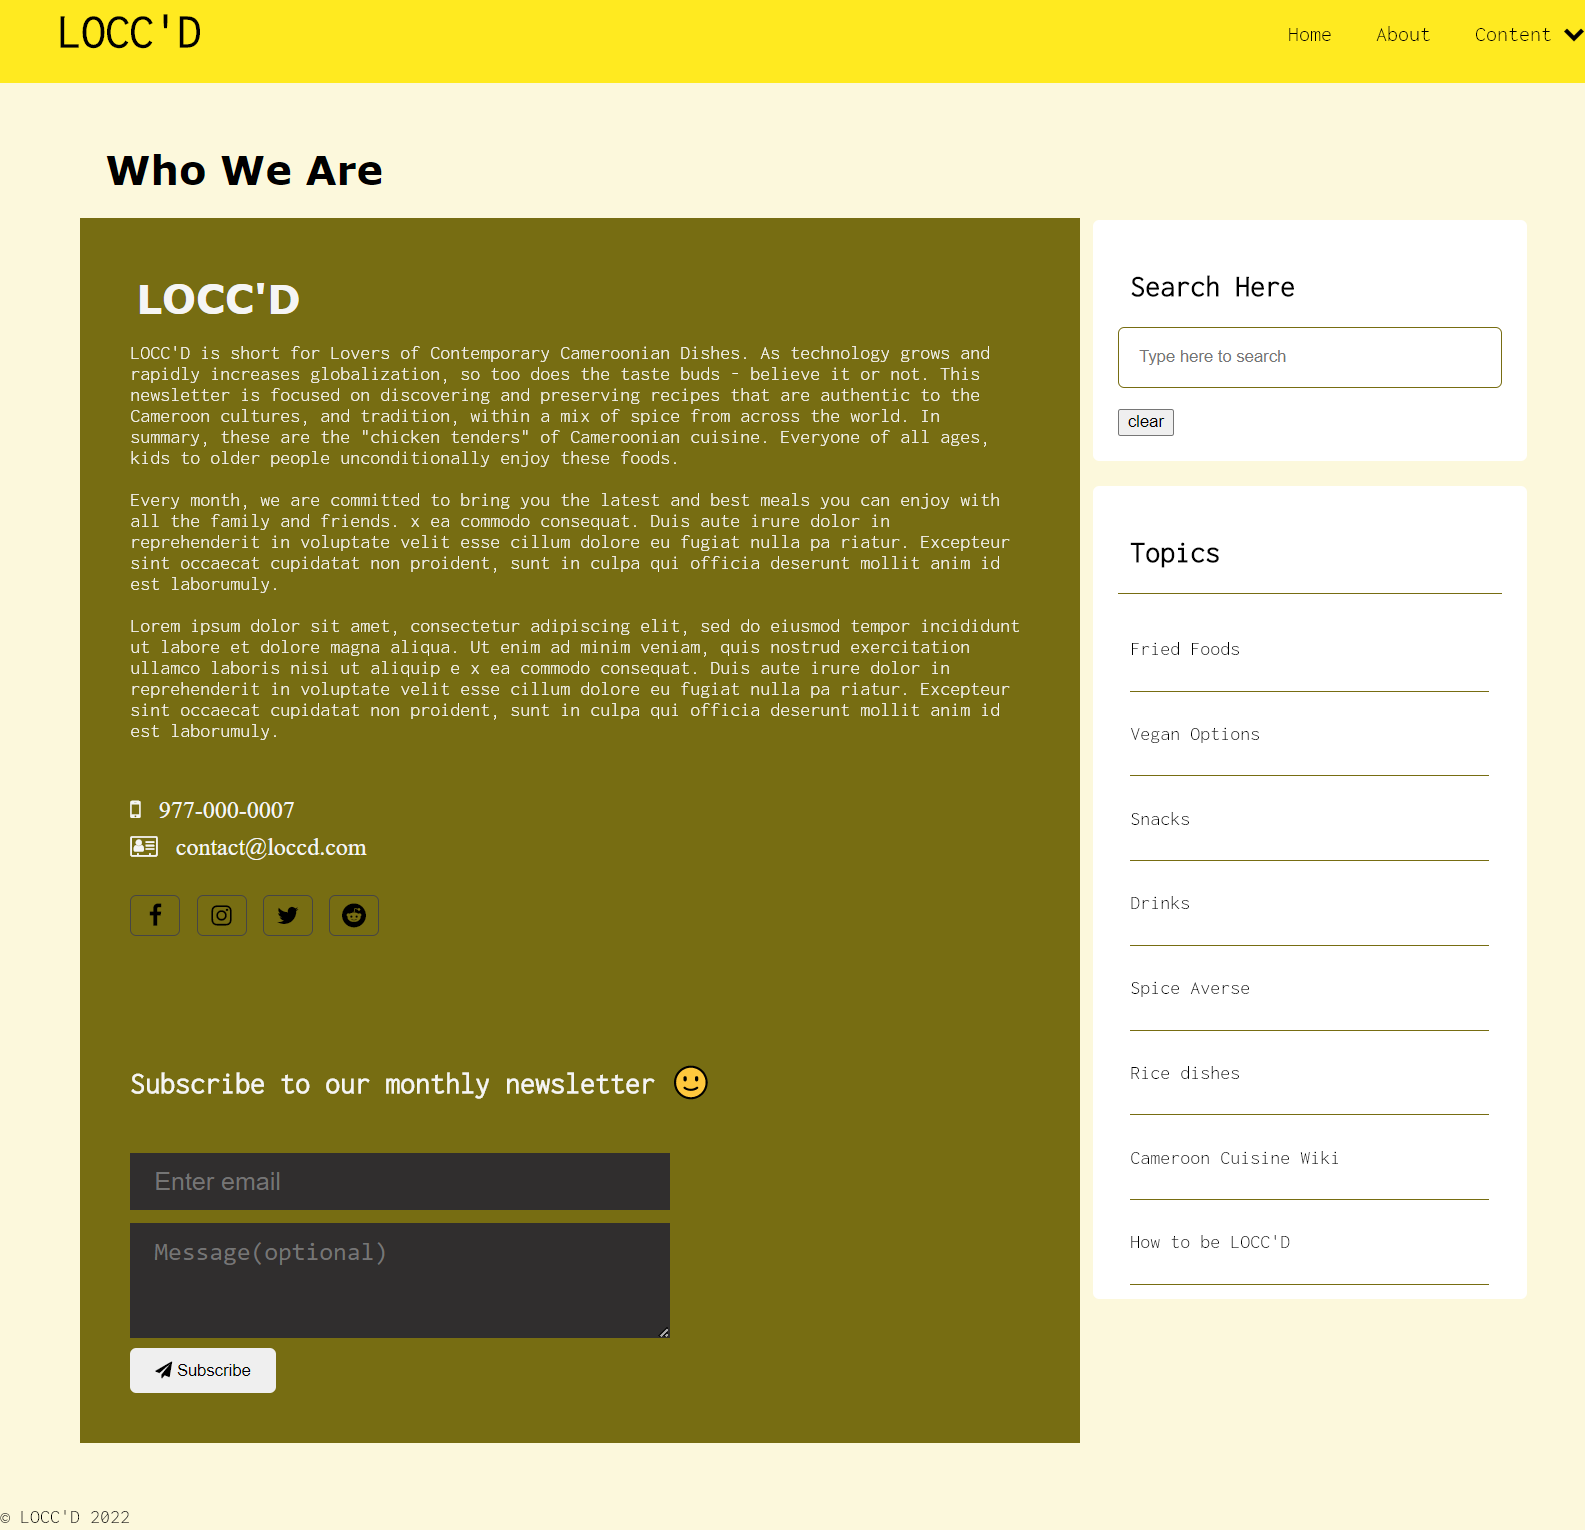 LOCC'D
Home About Content
Who We Are
LOCC'D
LOCC'D is short for Lovers of Contemporary Cameroonian Dishes. As technology grows and
rapidly increases globalization, so too does the taste buds - believe it or not. This
newsletter is focused on discovering and preserving recipes that are authentic to the
Cameroon cultures, and tradition, within a mix of spice from across the world. In
summary, these are the "chicken tenders" of Cameroonian cuisine. Everyone of all ages,
kids to older people unconditionally enjoy these foods.
Every month, we are committed to bring you the latest and best meals you can enjoy with
all the family and friends. x ea commodo consequat. Duis aute irure dolor in
reprehenderit in voluptate velit esse cillum dolore eu fugiat nulla pa riatur. Excepteur
sint occaecat cupidatat non proident, sunt in culpa qui officia deserunt mollit anim id
est laborumuly.
Lorem ipsum dolor sit amet, consectetur adipiscing elit, sed do eiusmod tempor incididunt
ut labore et dolore magna aliqua. Ut enim ad minim veniam, quis nostrud exercitation
ullamco laboris nisi ut aliquip e x ea commodo consequat. Duis aute irure dolor in
reprehenderit in voluptate velit esse cillum dolore eu fugiat nulla pa riatur. Excepteur
sint occaecat cupidatat non proident, sunt in culpa qui officia deserunt mollit anim id
est laborumuly.
977-000-0007
contact@loccd.com
Subscribe to our monthly newsletter 🙂
Enter email
Message(optional)
Subscribe
Search Here
Type here to search
clear
Topics
Fried Foods
Vegan Options
Snacks
Drinks
Spice Averse
Rice dishes
Cameroon Cuisine Wiki
How to be LOCC'D
© LOCC'D 2022